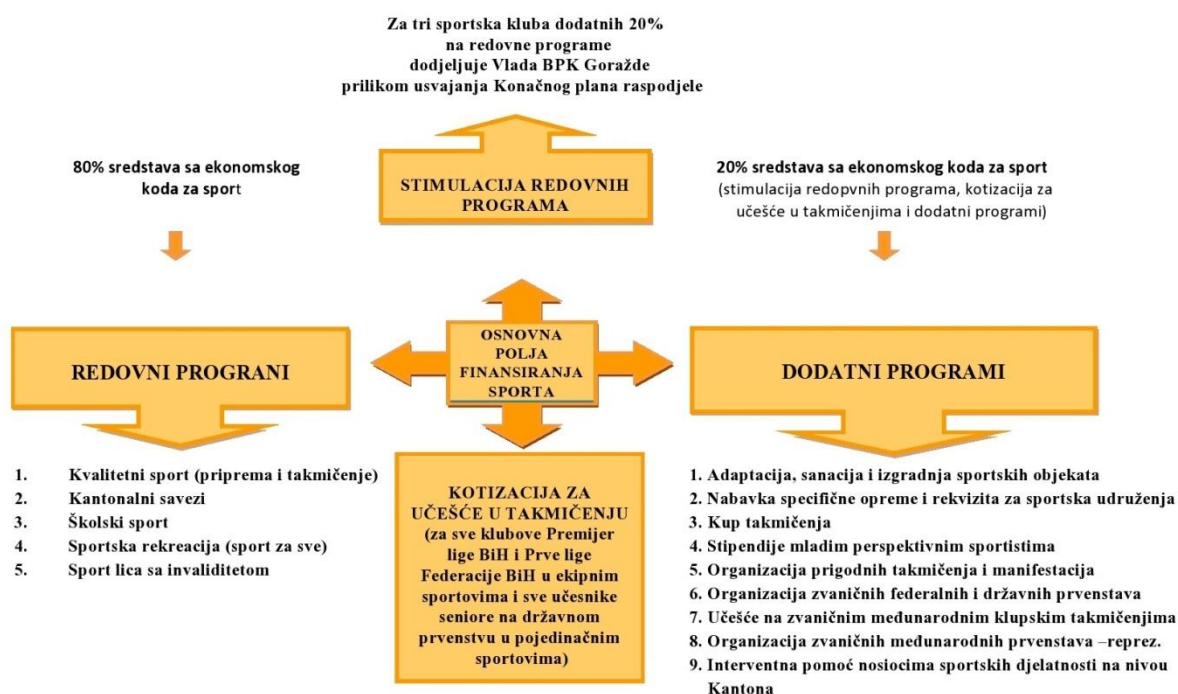 Za tri sportska kluba dodatnih 20%
na redovne programe
dodjeljuje Vlada BPK Goražde
prilikom usvajanja Konačnog plana raspodjele
80% sredstava sa ekonomskog
koda za sport
STIMULACIJA REDOVNIH
PROGRAMA
20% sredstava sa ekonomskog koda za sport
(stimulacija redopvnih programa, kotizacija za
učešće u takmičenjima i dodatni programi)
REDOVNI PROGRANI
OSNOVNA
POLJA
FINANSIRANJA
SPORTA
DODATNI PROGRAMI
1. Kvalitetni sport (priprema i takmičenje)
2. Kantonalni savezi
3. Školski sport
4. Sportska rekreacija (sport za sve)
5. Sport lica sa invaliditetom
KOTIZACIJA ZA
UČEŠĆE U TAKMIČENJU
(za sve klubove Premijer
lige BiH i Prve lige
Federacije BiH u ekipnim
sportovima i sve učesnike
seniore na državnom
prvenstvu u pojedinačnim
sportovima)
1. Adaptacija, sanacija i izgradnja sportskih objekata
2. Nabavka specifične opreme i rekvizita za sportska udruženja
3. Kup takmičenja
4. Stipendije mladim perspektivnim sportistima
5. Organizacija prigodnih takmičenja i manifestacija
6. Organizacija zvaničnih federalnih i državnih prvenstava
7. Učešće na zvaničnim međunarodnim klupskim takmičenjima
8. Organizacija zvaničnih međunarodnih prvenstava –reprez.
9. Interventna pomoć nosiocima sportskih djelatnosti na nivou
Kantona